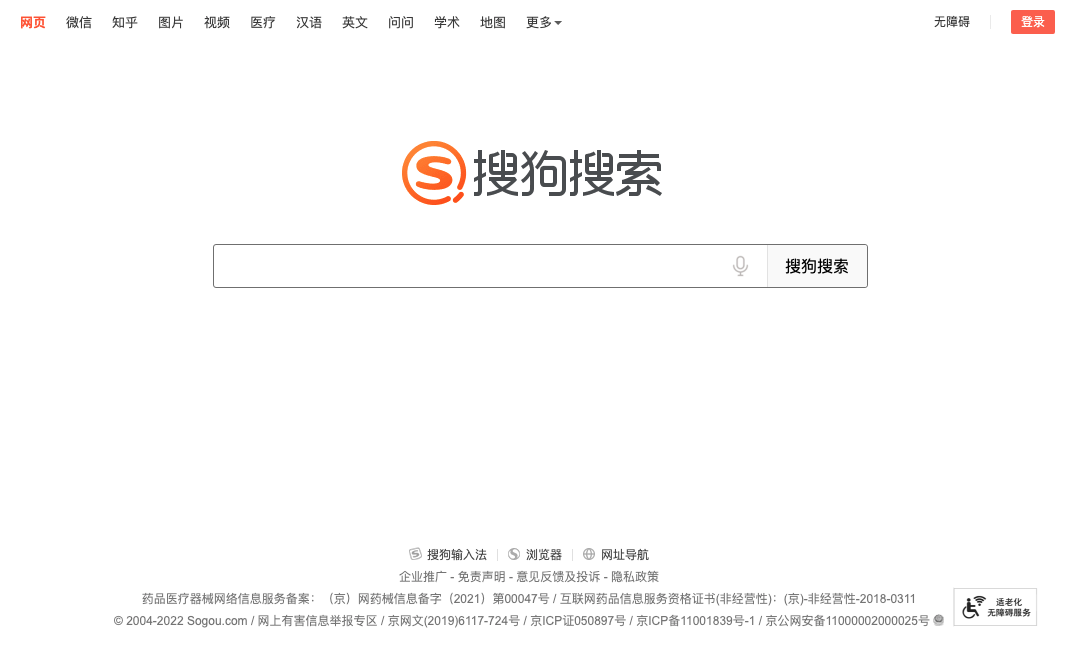 网页 微信 知乎 图片 视频 医疗 汉语 英文 问问 学术 地图 更多 无障碍 登录
搜狗搜索
搜狗搜索
搜狗输入法 浏览器 网址导航
企业推广 - 免责声明 - 意见反馈及投诉 - 隐私政策
药品医疗器械网络信息服务备案：（京）网药械信息备字（2021）第00047号 / 互联网药品信息服务资格证书(非经营性)：(京)-非经营性-2018-0311
© 2004-2022 Sogou.com / 网上有害信息举报专区 / 京网文(2019)6117-724号 / 京ICP证050897号 / 京ICP备11001839号-1 / 京公网安备11000002000025号
适老化
无障碍服务